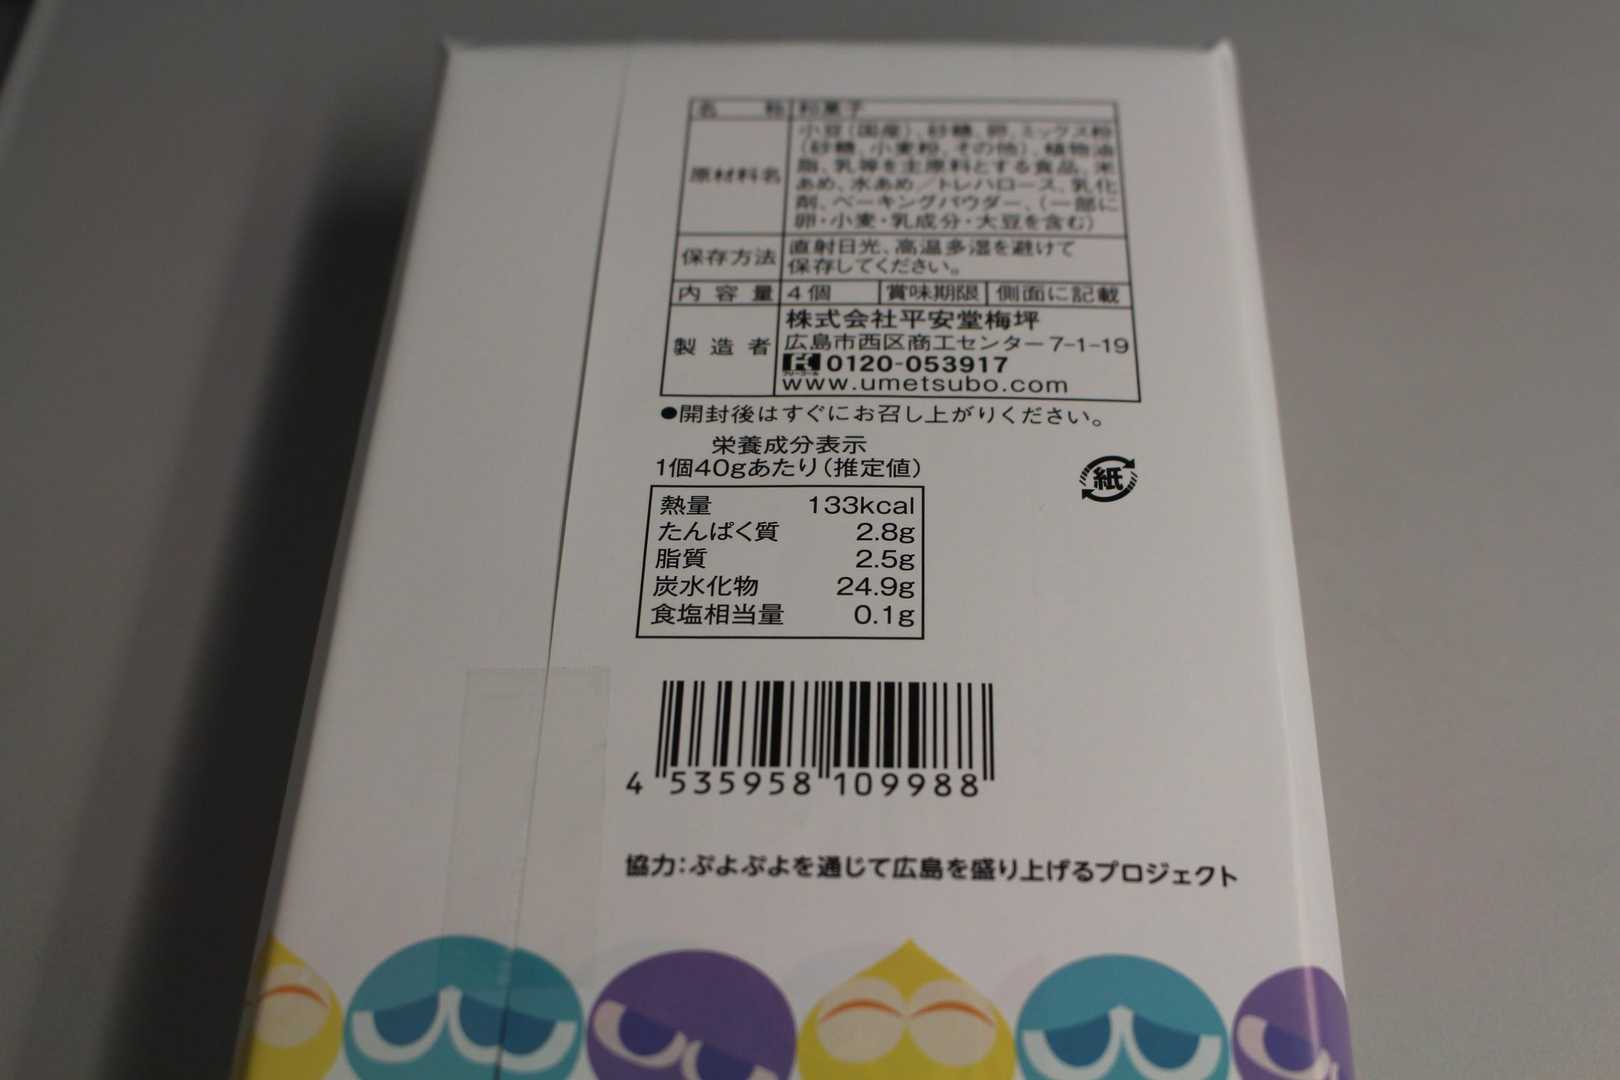 名 称 和菓子
原材料名
小豆(国産)、砂糖、卵、ミックス粉
(砂糖、小麦粉、その他)、植物油
脂、乳等を主原料とする食品、米
あめ、水あめ／トレハロース、乳化
剤、ベーキングパウダー、(一部に
卵・小麦・乳成分・大豆を含む)
保存方法
直射日光、高温多湿を避けて
保存してください。
内容量 4個 賞味期限 側面に記載
製造者
株式会社平安堂梅坪
広島市西区商工センター7-1-19
FC フリーコール 0120-053917
www.umetsubo.com
●開封後はすぐにお召し上がりください。
栄養成分表示
1個40gあたり(推定値)
熱量 133kcal
たんぱく質 2.8g
脂質 2.5g
炭水化物 24.9g
食塩相当量 0.1g
紙
4 535958 109988
協力:ぷよぷよを通じて広島を盛り上げるプロジェクト